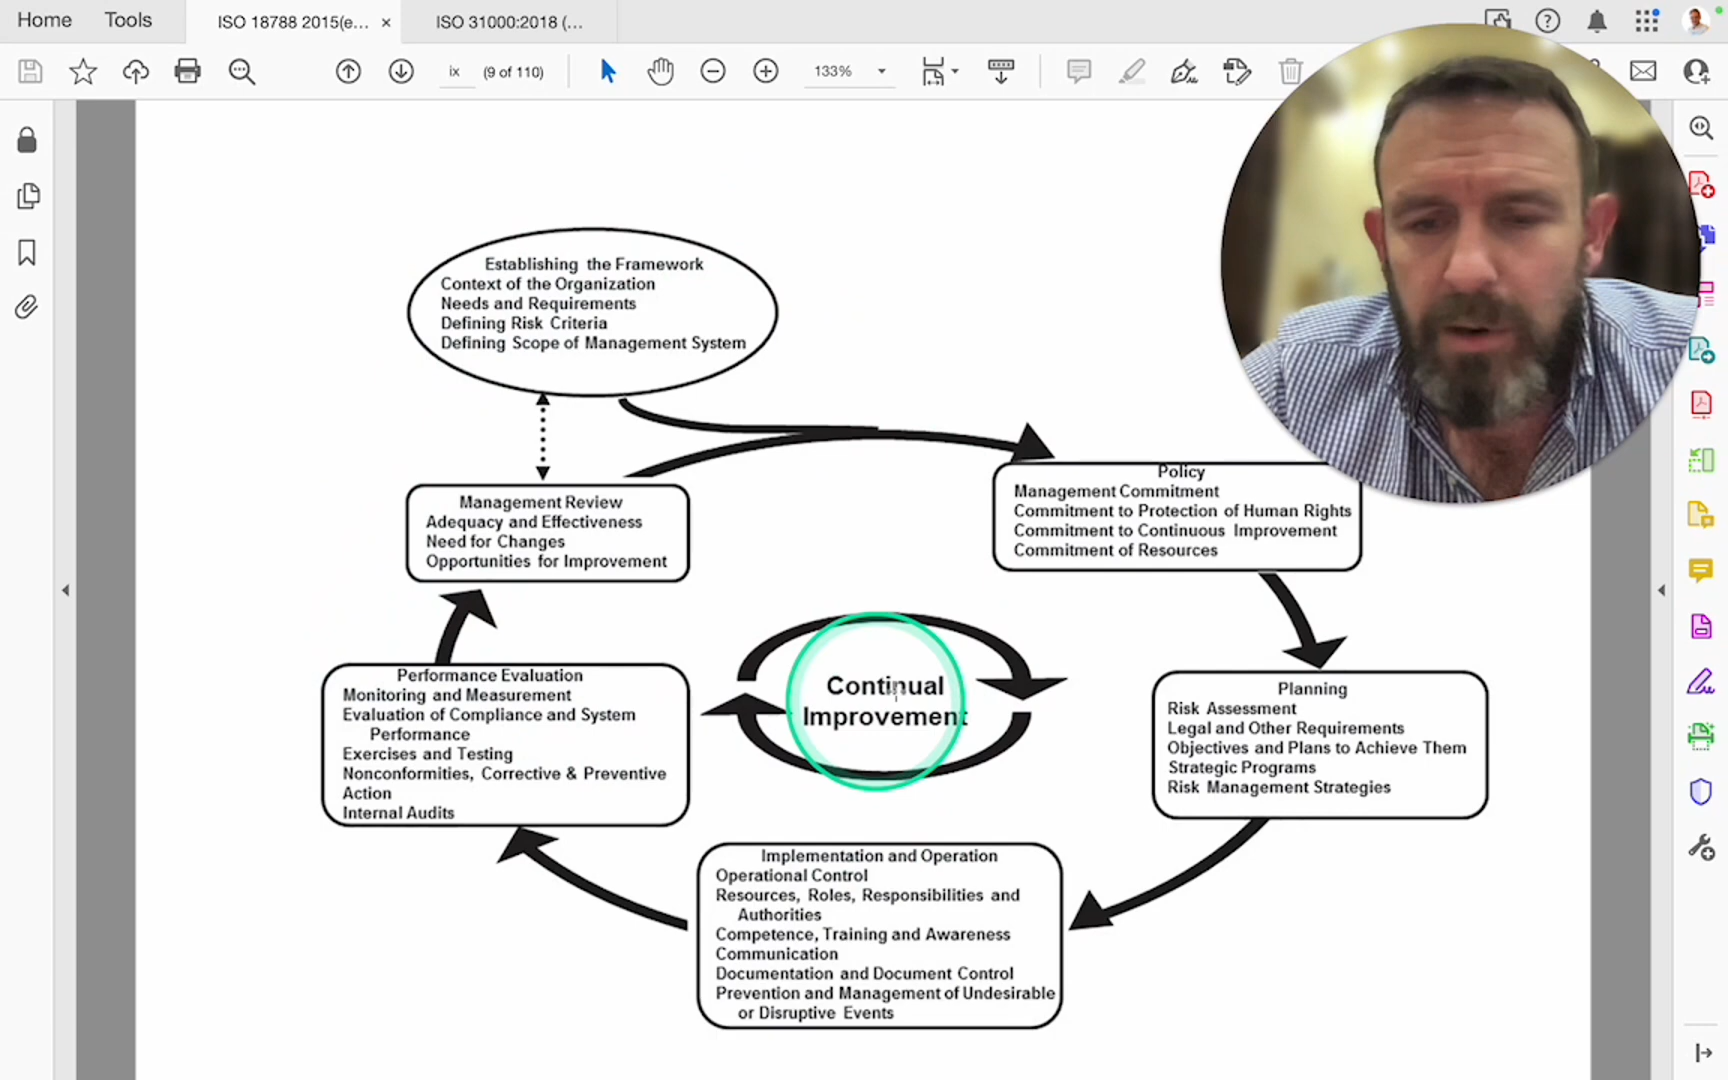 Home
Tools
ISO 18788 2015(e...
×
ISO 31000:2018 (...
ix
(9 of 110)
133%
Establishing the Framework
Context of the Organization
Needs and Requirements
Defining Risk Criteria
Defining Scope of Management System
Policy
Management Commitment
Commitment to Protection of Human Rights
Commitment to Continuous Improvement
Commitment of Resources
Management Review
Adequacy and Effectiveness
Need for Changes
Opportunities for Improvement
Continual
Improvement
Performance Evaluation
Monitoring and Measurement
Evaluation of Compliance and System
Performance
Exercises and Testing
Nonconformities, Corrective & Preventive
Action
Internal Audits
Planning
Risk Assessment
Legal and Other Requirements
Objectives and Plans to Achieve Them
Strategic Programs
Risk Management Strategies
Implementation and Operation
Operational Control
Resources, Roles, Responsibilities and
Authorities
Competence, Training and Awareness
Communication
Documentation and Document Control
Prevention and Management of Undesirable
or Disruptive Events